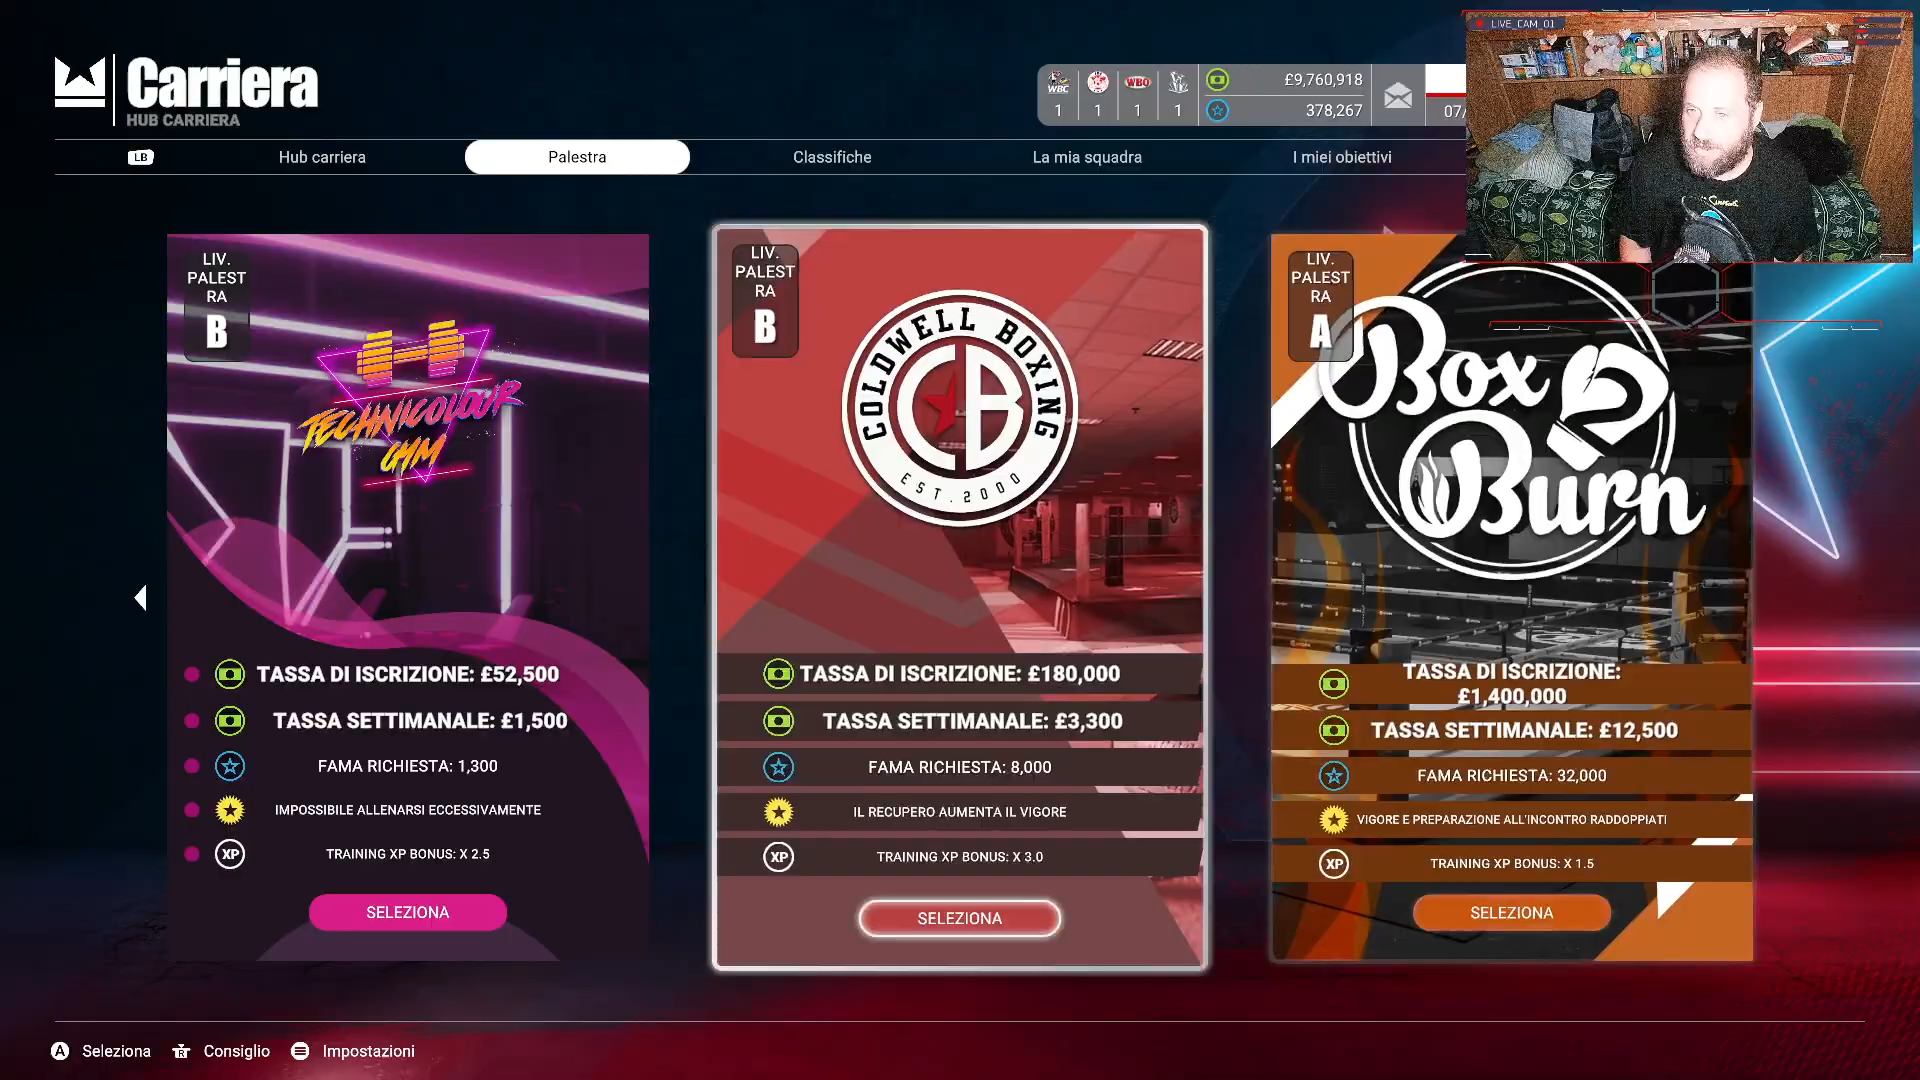 Carriera
HUB CARRIERA
WBC
WBO
1
1
1
1
£9,760,918
378,267
07/
LIVE_CAM 01
LB
Hub carriera
Palestra
Classifiche
La mia squadra
I miei obiettivi
LIV.
PALEST
RA
B
TECHNICOLOUR
GYM
TASSA DI ISCRIZIONE: £52,500
TASSA SETTIMANALE: £1,500
FAMA RICHIESTA: 1,300
IMPOSSIBILE ALLENARSI ECCESSIVAMENTE
XP
TRAINING XP BONUS: X 2.5
SELEZIONA
LIV.
PALEST
RA
B
COLDWELL BOXING
CB
EST. 2000
TASSA DI ISCRIZIONE: £180,000
TASSA SETTIMANALE: £3,300
FAMA RICHIESTA: 8,000
IL RECUPERO AUMENTA IL VIGORE
XP
TRAINING XP BONUS: X 3.0
SELEZIONA
LIV.
PALEST
RA
A
Box
2
Burn
TASSA DI ISCRIZIONE:
£1,400,000
TASSA SETTIMANALE: £12,500
FAMA RICHIESTA: 32,000
VIGORE E PREPARAZIONE ALL'INCONTRO RADDOPPIATI
XP
TRAINING XP BONUS: X 1.5
SELEZIONA
A Seleziona
R Consiglio
Impostazioni